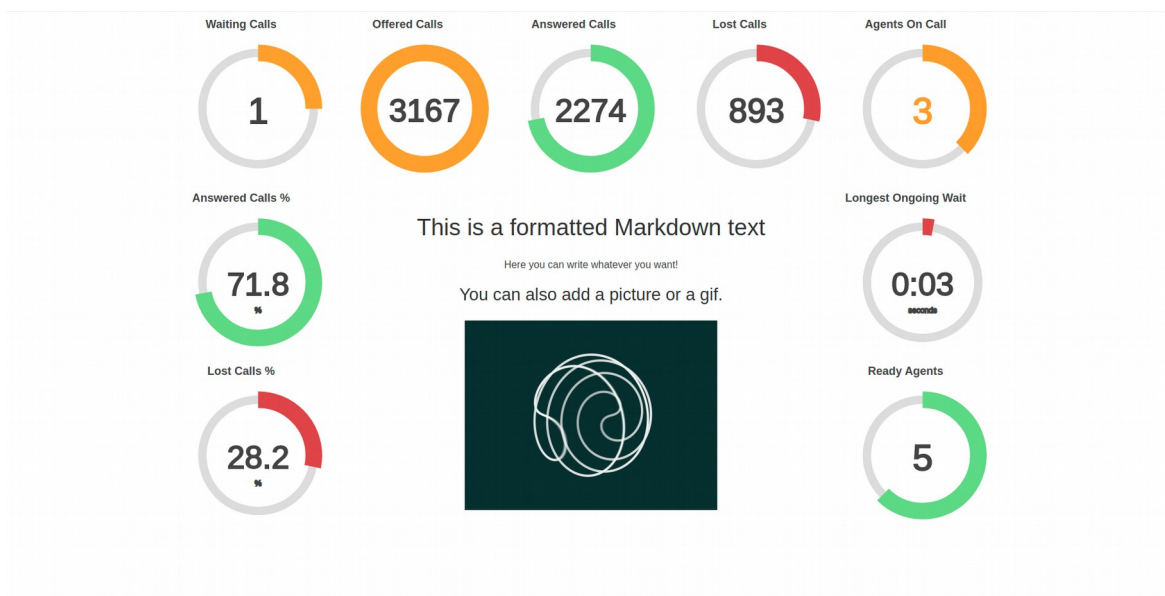 Waiting Calls
Offered Calls
Answered Calls
Lost Calls
Agents On Call
1
3167
2274
893
3
Answered Calls %
Longest Ongoing Wait
This is a formatted Markdown text
Here you can write whatever you want!
You can also add a picture or a gif.
71.8
%
0:03
seconds
Lost Calls %
Ready Agents
28.2
%
5